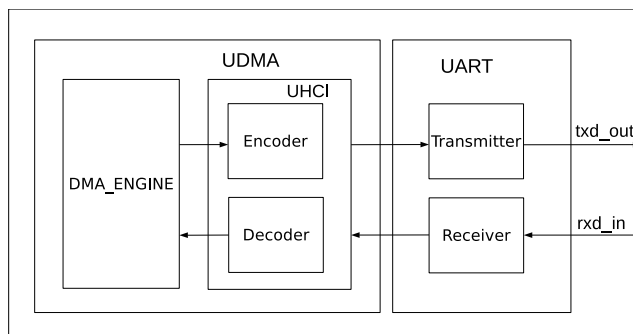 UDMA
UART
UHCI
Encoder
Transmitter
txd_out
DMA_ENGINE
Decoder
Receiver
rxd_in